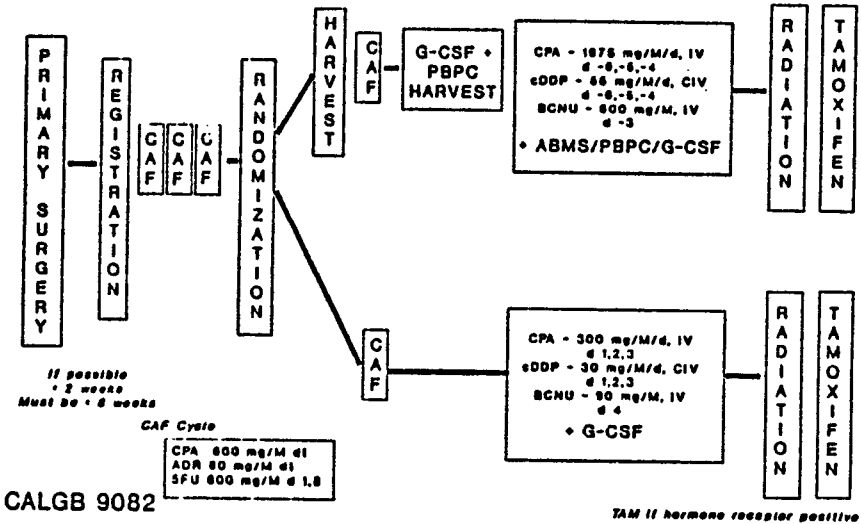 PRIMARY SURGERY
REGISTRATION
CAF
CAF
CAF
RANDOMIZATION
HARVEST
CAF
G-CSF +
PBPC
HARVEST
CPA - 1875 mg/M/d, IV
d -6,-5,-4
cDDP - 55 mg/M/d, CIV
d -6,-5,-4
BCNU - 600 mg/M, IV
d -3
+ ABMS/PBPC/G-CSF
RADIATION
TAMOXIFEN
CAF
CPA - 300 mg/M/d, IV
d 1,2,3
cDDP - 30 mg/M/d, CIV
d 1,2,3
BCNU - 90 mg/M, IV
d 4
+ G-CSF
RADIATION
TAMOXIFEN
If possible
< 2 weeks
Must be < 6 weeks
CAF Cycle
CPA 600 mg/M d1
ADR 60 mg/M d1
5FU 600 mg/M d 1,8
CALGB 9082
TAM if hormone receptor positive